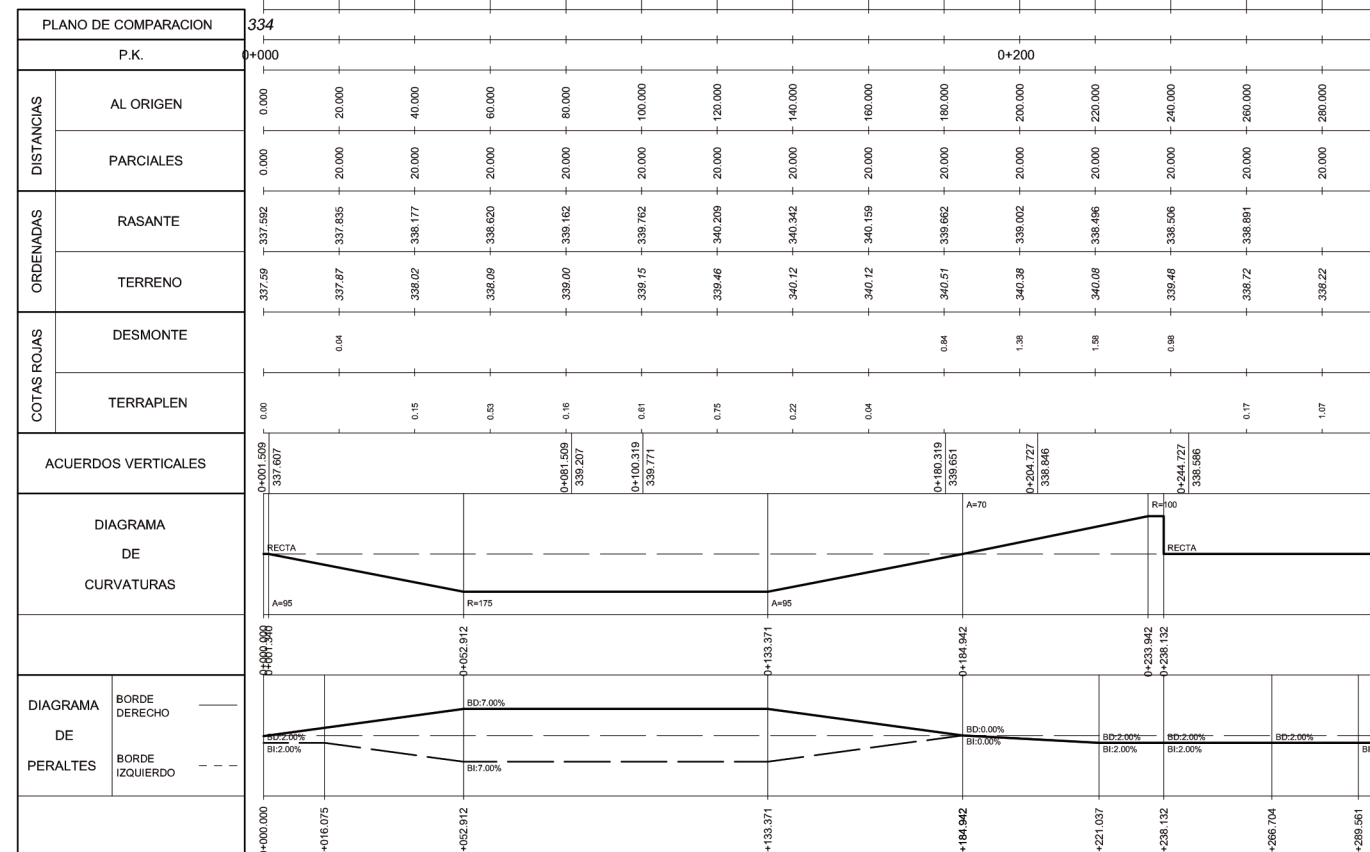 PLANO DE COMPARACION 334
P.K. 0+000 0+200
DISTANCIAS
AL ORIGEN 0.000 20.000 40.000 60.000 80.000 100.000 120.000 140.000 160.000 180.000 200.000 220.000 240.000 260.000 280.000
PARCIALES 0.000 20.000 20.000 20.000 20.000 20.000 20.000 20.000 20.000 20.000 20.000 20.000 20.000 20.000 20.000
ORDENADAS
RASANTE 337.592 337.835 338.177 338.620 339.162 339.762 340.209 340.342 340.159 339.662 339.002 338.496 338.506 338.891
TERRENO 337.59 337.87 338.02 338.09 339.00 339.15 339.46 340.12 340.12 340.51 340.38 340.08 339.48 338.72 338.22
COTAS ROJAS
DESMONTE 0.04 0.84 1.38 1.58 0.98
TERRAPLEN 0.00 0.15 0.53 0.16 0.61 0.75 0.22 0.04 0.17 1.07
ACUERDOS VERTICALES
0+001.509
337.607
0+081.509
339.207
0+100.319
339.771
0+180.319
339.651
0+204.727
338.846
0+244.727
338.586
DIAGRAMA
DE
CURVATURAS
A=70 R=100
RECTA RECTA
A=95 R=175 A=95
0+000.000 0+001.340 0+052.912 0+133.371 0+184.942 0+233.942 0+238.132
DIAGRAMA
DE
PERALTES
BORDE
DERECHO
BORDE
IZQUIERDO
BD:7.00%
BD:2.00% BD:0.00% BD:2.00% BD:2.00% BD:2.00%
BI:2.00% BI:0.00% BI:2.00% BI:2.00% BI
BI:7.00%
0+000.000 +016.075 +052.912 +133.371 +184.942 +221.037 +238.132 +266.704 +289.561